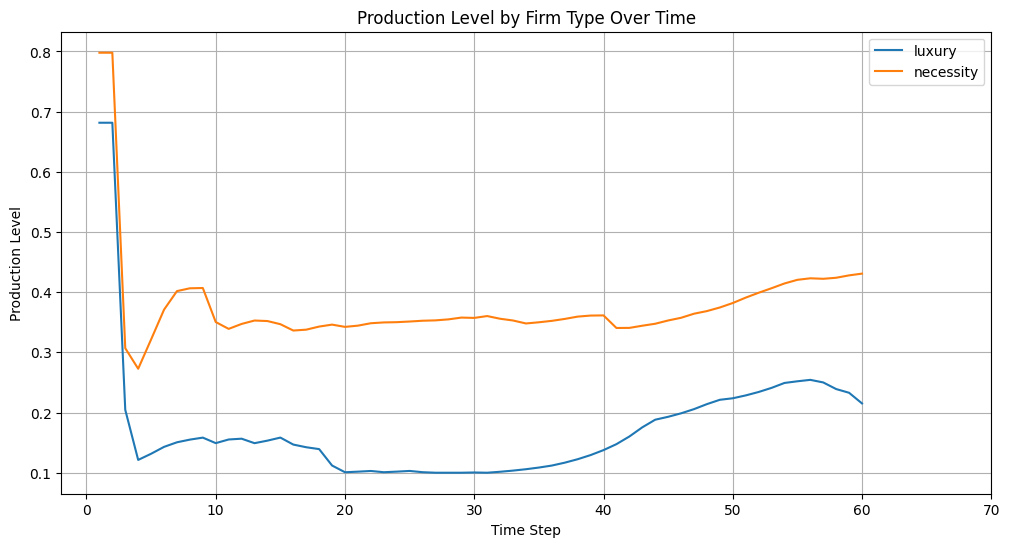 Production Level by Firm Type Over Time
luxury
necessity
Production Level
0.8
0.7
0.6
0.5
0.4
0.3
0.2
0.1
0 10 20 30 40 50 60 70
Time Step